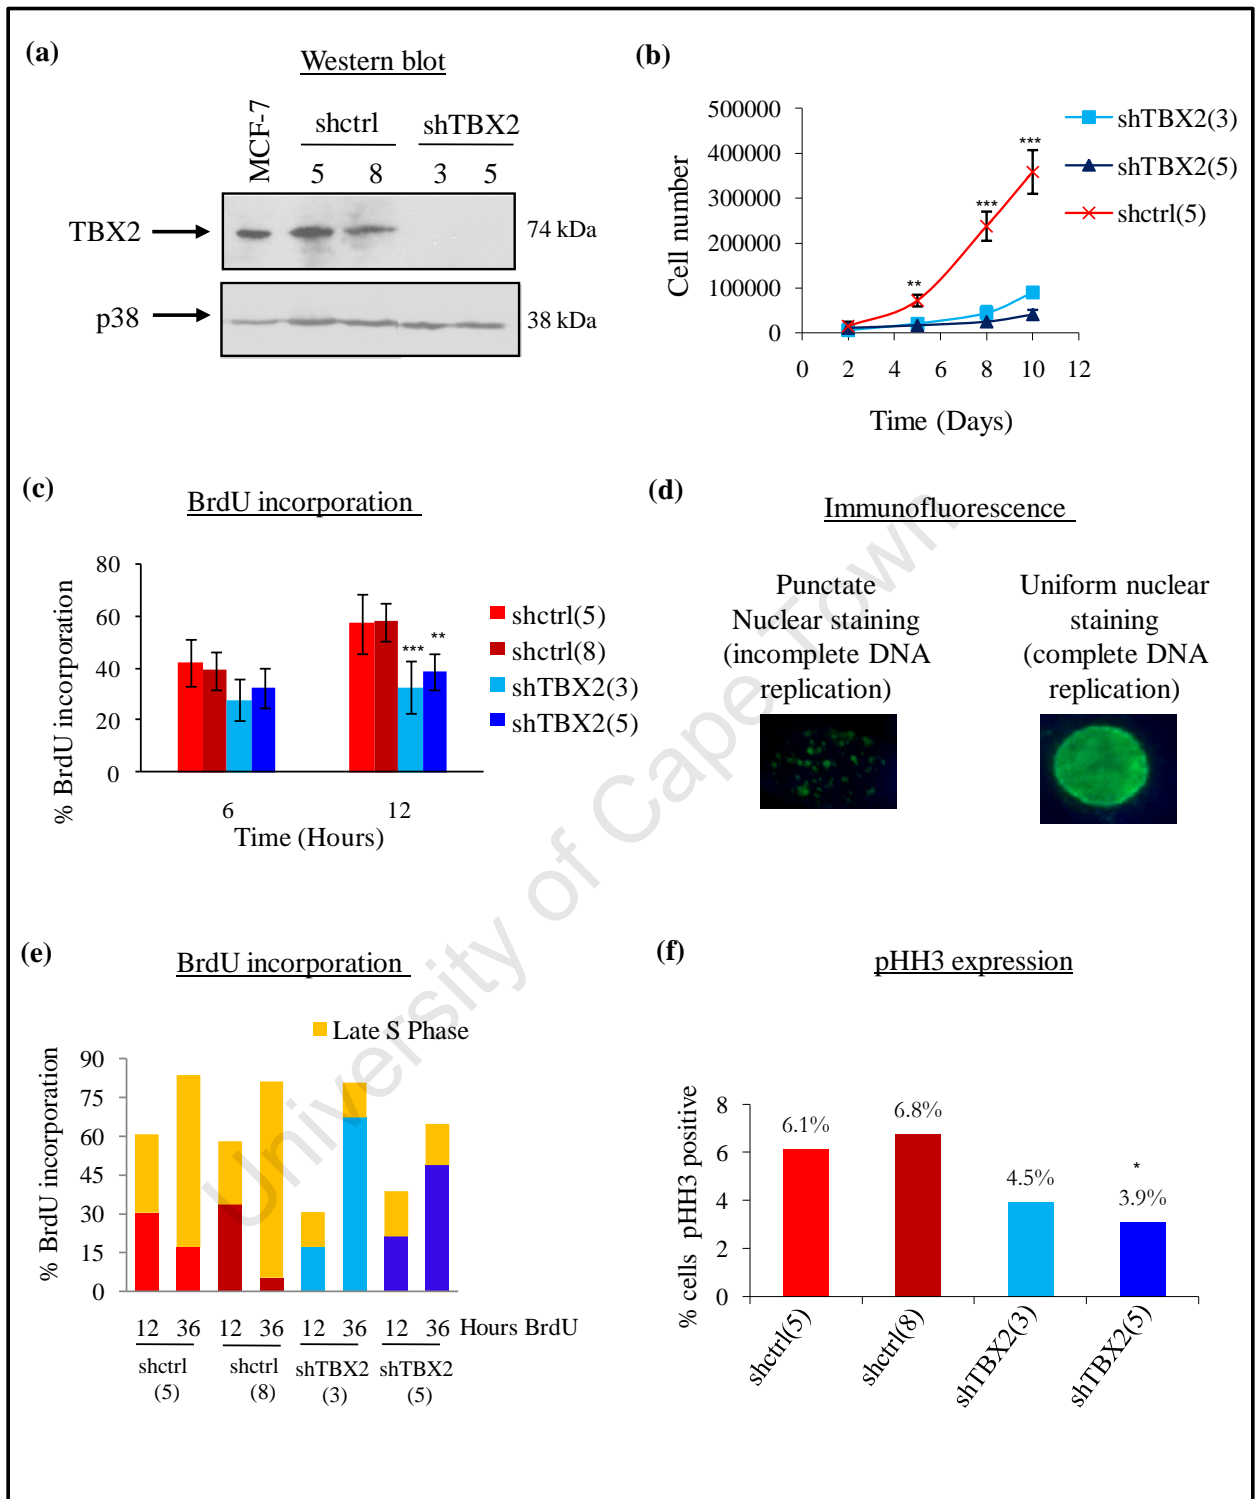 (a)
Western blot
MCF-7
shctrl
shTBX2
5 8 3 5
TBX2
74 kDa
p38
38 kDa
(b)
500000
400000
300000
200000
100000
0
Cell number
0 2 4 6 8 10 12
Time (Days)
**
***
***
shTBX2(3)
shTBX2(5)
shctrl(5)
(c)
BrdU incorporation
80
60
40
20
0
% BrdU incorporation
6 12
Time (Hours)
***
**
shctrl(5)
shctrl(8)
shTBX2(3)
shTBX2(5)
(d)
Immunofluorescence
Punctate
Nuclear staining
(incomplete DNA
replication)
Uniform nuclear
staining
(complete DNA
replication)
(e)
BrdU incorporation
Late S Phase
90
75
60
45
30
15
0
% BrdU incorporation
12 36 12 36 12 36 12 36 Hours BrdU
shctrl
(5)
shctrl
(8)
shTBX2
(3)
shTBX2
(5)
(f)
pHH3 expression
8
6
4
2
0
% cells pHH3 positive
6.1%
6.8%
4.5%
*
3.9%
shctrl(5)
shctrl(8)
shTBX2(3)
shTBX2(5)
University of Cape Town